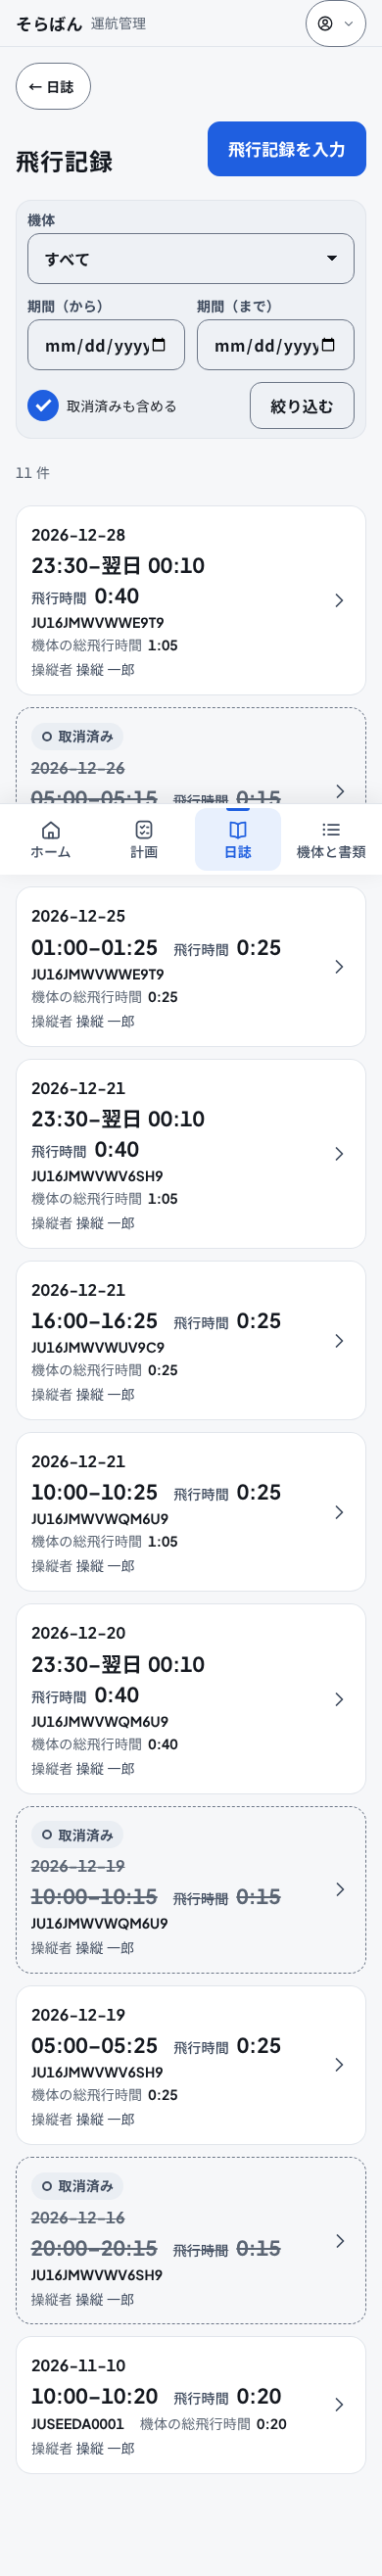 そらばん 運航管理
← 日誌
飛行記録
飛行記録を入力
機体
すべて
期間（から） 期間（まで）
mm/dd/yyyy mm/dd/yyyy
取消済みも含める 絞り込む
11 件
2026-12-28
23:30–翌日 00:10
飛行時間 0:40
JU16JMWVWWE9T9
機体の総飛行時間 1:05
操縦者 操縦 一郎
取消済み
2026-12-26
05:00–05:15 飛行時間 0:15
ホーム 計画 日誌 機体と書類
2026-12-25
01:00–01:25 飛行時間 0:25
JU16JMWVWWE9T9
機体の総飛行時間 0:25
操縦者 操縦 一郎
2026-12-21
23:30–翌日 00:10
飛行時間 0:40
JU16JMWVWV6SH9
機体の総飛行時間 1:05
操縦者 操縦 一郎
2026-12-21
16:00–16:25 飛行時間 0:25
JU16JMWVWUV9C9
機体の総飛行時間 0:25
操縦者 操縦 一郎
2026-12-21
10:00–10:25 飛行時間 0:25
JU16JMWVWQM6U9
機体の総飛行時間 1:05
操縦者 操縦 一郎
2026-12-20
23:30–翌日 00:10
飛行時間 0:40
JU16JMWVWQM6U9
機体の総飛行時間 0:40
操縦者 操縦 一郎
取消済み
2026-12-19
10:00–10:15 飛行時間 0:15
JU16JMWVWQM6U9
操縦者 操縦 一郎
2026-12-19
05:00–05:25 飛行時間 0:25
JU16JMWVWV6SH9
機体の総飛行時間 0:25
操縦者 操縦 一郎
取消済み
2026-12-16
20:00–20:15 飛行時間 0:15
JU16JMWVWV6SH9
操縦者 操縦 一郎
2026-11-10
10:00–10:20 飛行時間 0:20
JUSEEDA0001 機体の総飛行時間 0:20
操縦者 操縦 一郎